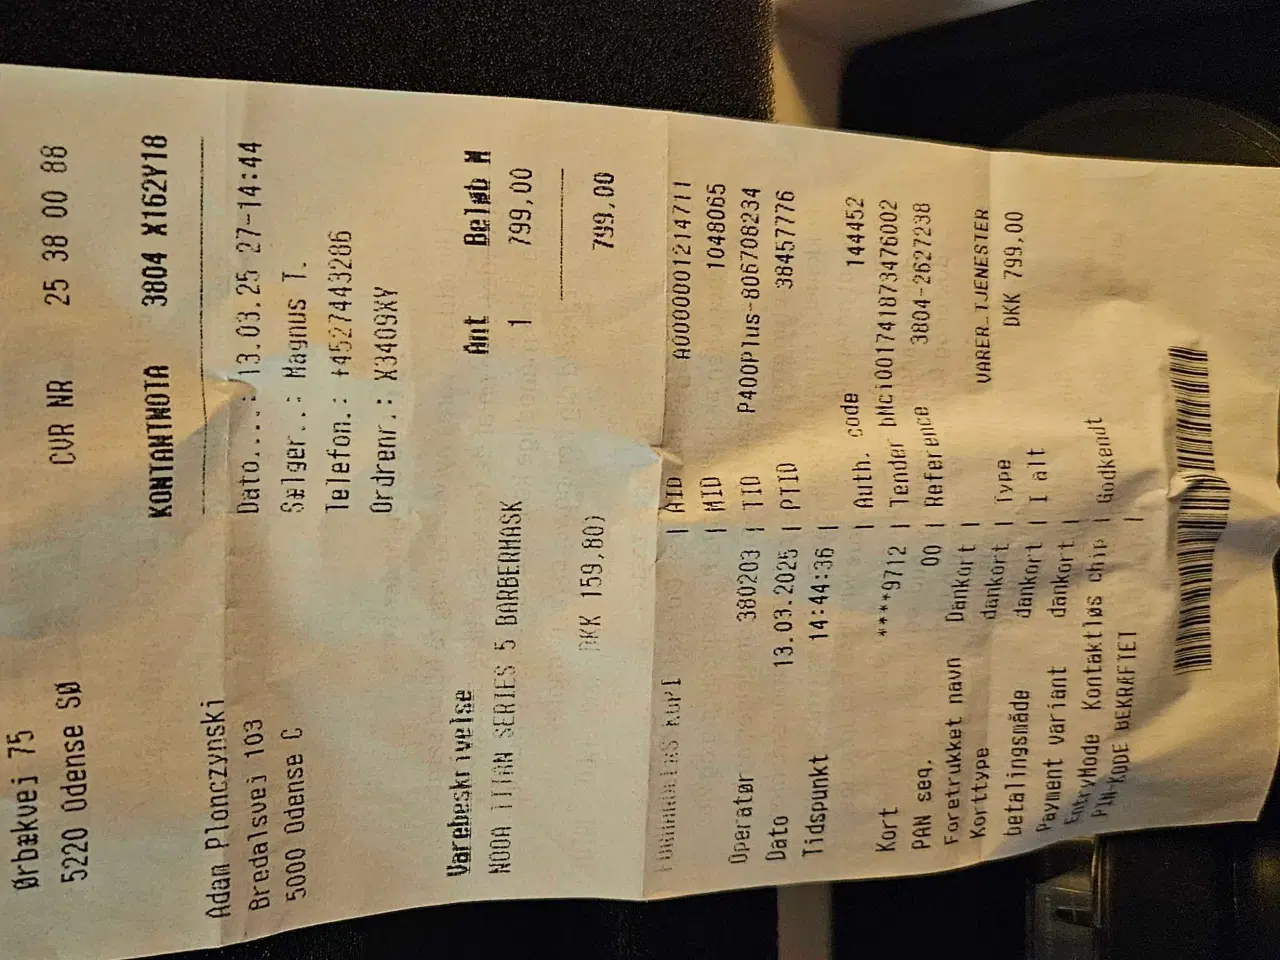 Ørbækvej 75
5220 Odense SØ CVR NR 25 38 00 88
KONTANTNOTA 3804 X162Y18
Adam Plonczynski Dato....: 13.03.25 27-14:44
Bredalsvej 103 Sælger..: Magnus T.
5000 Odense C Telefon.: +4527443286
Ordrenr.: X3409XY
Varebeskrivelse Ant Beløb M
NOOA TITAN SERIES 5 BARBERMASK 1 799,00
DKK 159,80) 799,00
AID A0000001214711
MID 1048065
Operatør 380203 | TID P400Plus-806708234
Dato 13.03.2025 | PTID 38457776
Tidspunkt 14:44:36 |
| Auth. code 144452
Kort ****9712 | Tender
PAN seq. 00 | Reference 3804-2627238
Foretrukket navn Dankort |
Korttype dankort | Type VARER_TJENESTER
betalingsmåde dankort | I alt DKK 799,00
Payment variant dankort |
EntryMode Kontaktløs chip | Godkendt
PIN-KODE BEKRÆFTET |